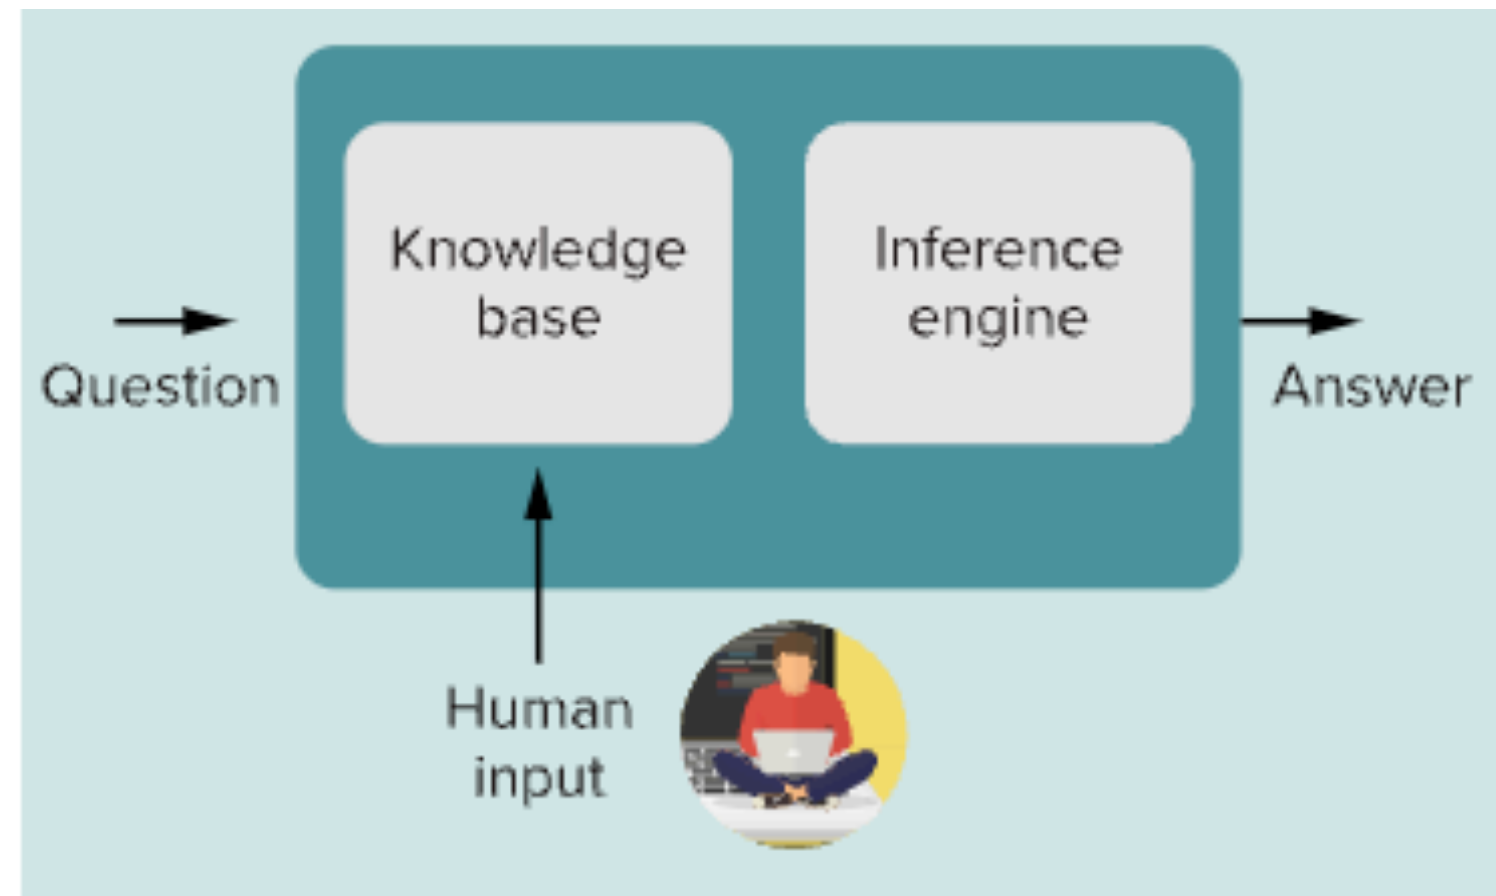 Knowledge
base
Inference
engine
Question
Answer
Human
input